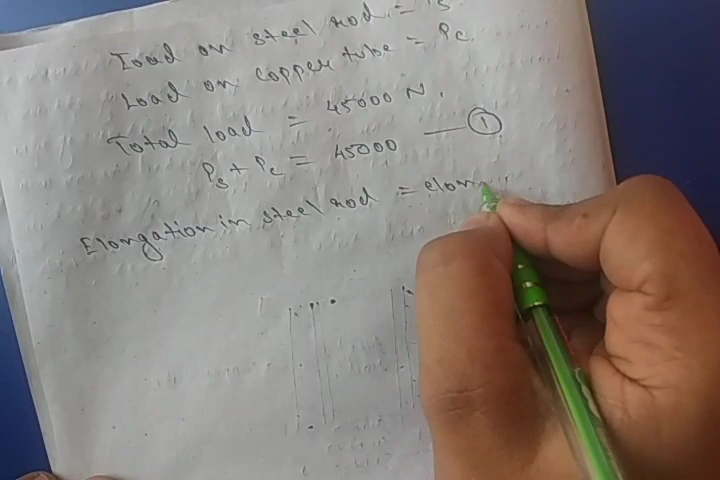 Load on steel rod = Ps
Load on copper tube = Pc.
Total load = 45000 N.
Ps + Pc = 45000 — 1
Elongation in steel rod = elon